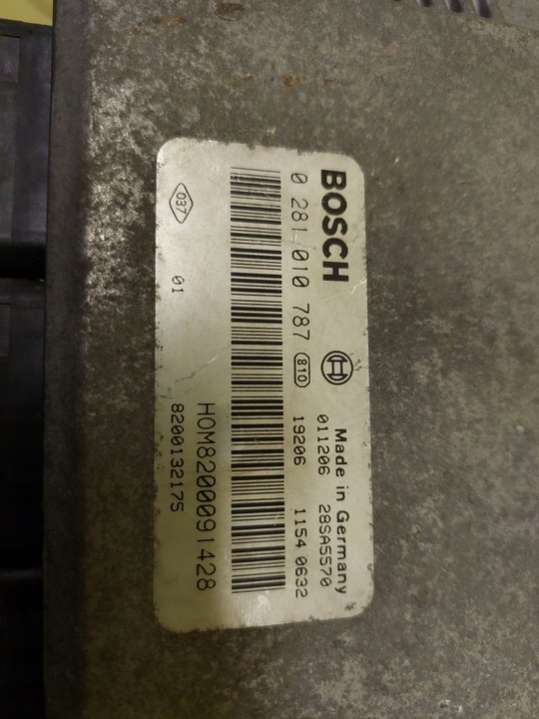 BOSCH
0 281 010 787 810
Made in Germany
011206 28SA5570
19206 1154 0632
HOM8200091428
8200132175
037 01